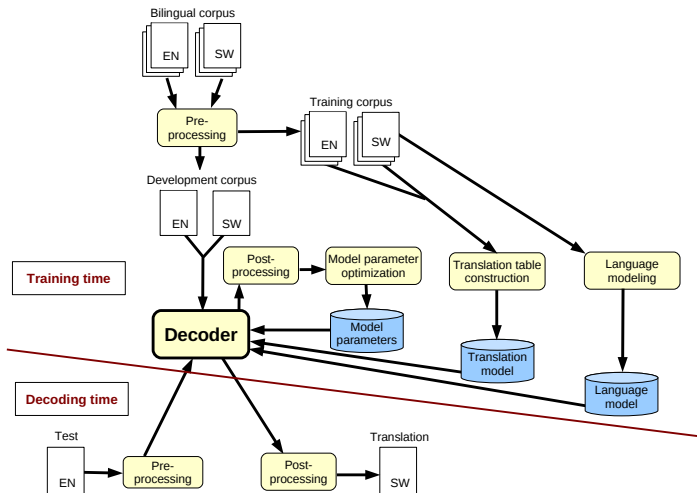 Bilingual corpus
EN
SW
Pre-
processing
Training corpus
EN
SW
Development corpus
EN
SW
Post-
processing
Model parameter
optimization
Translation table
construction
Language
modeling
Training time
Decoder
Model
parameters
Translation
model
Language
model
Decoding time
Test
EN
Pre-
processing
Post-
processing
Translation
SW